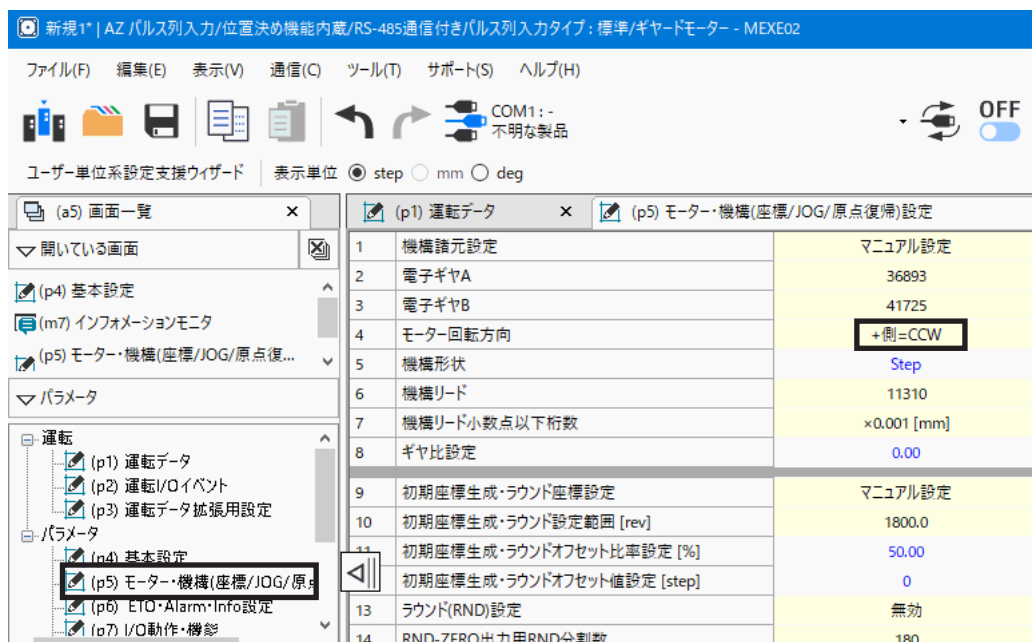 新規1* | AZ パルス列入力/位置決め機能内蔵/RS-485通信付きパルス列入力タイプ : 標準/ギヤードモーター - MEXE02
ファイル(F) 編集(E) 表示(V) 通信(C) ツール(T) サポート(S) ヘルプ(H)
COM1 : -
不明な製品
OFF
ユーザー単位系設定支援ウィザード 表示単位 step mm deg
(a5) 画面一覧 ×
開いている画面
(p4) 基本設定
(m7) インフォメーションモニタ
(p5) モーター・機構(座標/JOG/原点復...
パラメータ
運転
(p1) 運転データ
(p2) 運転I/Oイベント
(p3) 運転データ拡張用設定
パラメータ
(p4) 基本設定
(p5) モーター・機構(座標/JOG/原点
(p6) ETO・Alarm・Info設定
(p7) I/O動作・機能
(p1) 運転データ × (p5) モーター・機構(座標/JOG/原点復帰)設定
1 機構諸元設定 マニュアル設定
2 電子ギヤA 36893
3 電子ギヤB 41725
4 モーター回転方向 +側=CCW
5 機構形状 Step
6 機構リード 11310
7 機構リード小数点以下桁数 ×0.001 [mm]
8 ギヤ比設定 0.00
9 初期座標生成・ラウンド座標設定 マニュアル設定
10 初期座標生成・ラウンド設定範囲 [rev] 1800.0
11 初期座標生成・ラウンドオフセット比率設定 [%] 50.00
初期座標生成・ラウンドオフセット値設定 [step] 0
13 ラウンド(RND)設定 無効
14 RND-ZERO出力用RND分割数 180